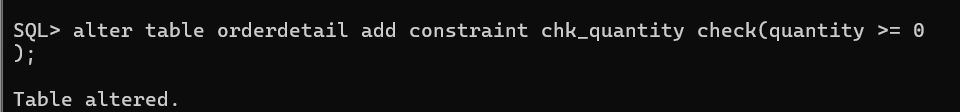 SQL> alter table orderdetail add constraint chk_quantity check(quantity >= 0
);
Table altered.